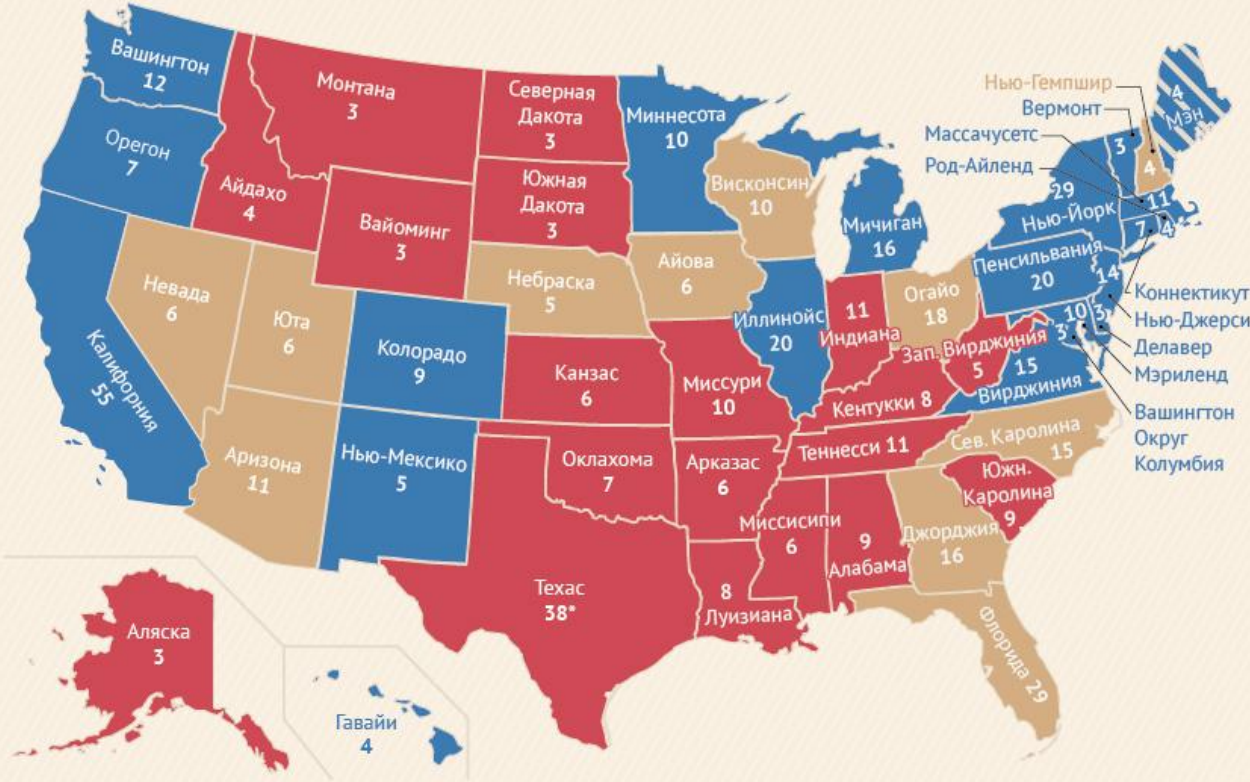 Вашингтон
12
Орегон
7
Калифорния
55
Невада
6
Айдахо
4
Монтана
3
Вайоминг
3
Юта
6
Аризона
11
Колорадо
9
Нью-Мексико
5
Северная
Дакота
3
Южная
Дакота
3
Небраска
5
Канзас
6
Оклахома
7
Техас
38*
Миннесота
10
Айова
6
Миссури
10
Арказас
6
8
Луизиана
Висконсин
10
Иллинойс
20
Мичиган
16
11
Индиана
Огайо
18
Кентукки 8
Теннесси 11
Миссисипи
6
9
Алабама
Джорджия
16
Флорида 29
Южн.
Каролина
9
Сев. Каролина
15
Зап. Вирджиния
5
15
Вирджиния
Пенсильвания
20
29
Нью-Йорк
3
4
4
Мэн
11
7
4
14
10
3
3
Нью-Гемпшир
Вермонт
Массачусетс
Род-Айленд
Коннектикут
Нью-Джерси
Делавер
Мэриленд
Вашингтон
Округ
Колумбия
Аляска
3
Гавайи
4